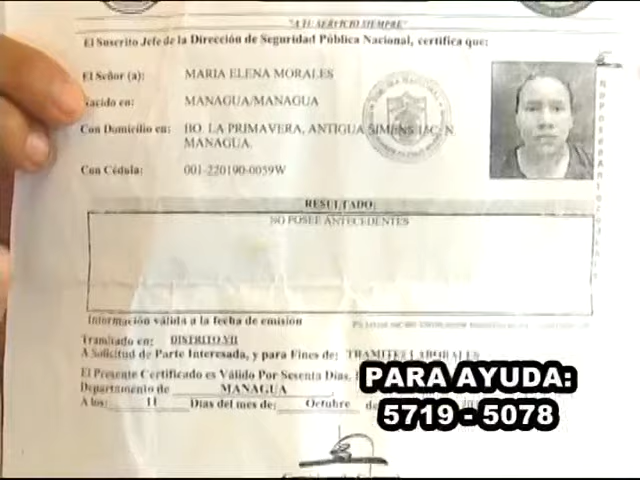 "A TU SERVICIO SIEMPRE"
El Suscrito Jefe de la Dirección de Seguridad Pública Nacional, certifica que:
El Señor (a): MARIA ELENA MORALES
Nacido en: MANAGUA/MANAGUA
Con Domicilio en: BO. LA PRIMAVERA, ANTIGUA SIMENS 1AC. N.
MANAGUA.
Con Cédula: 001-220190-0059W
RESULTADO:
NO POSEE ANTECEDENTES
Información válida a la fecha de emisión
Tramitado en: DISTRITO VII
A Solicitud de Parte Interesada, y para Fines de: TRAMITES LABORALES
El Presente Certificado es Válido Por Sesenta Días,
Departamento de MANAGUA
A los: 11 Días del mes de: Octubre de
PARA AYUDA:
5719 - 5078